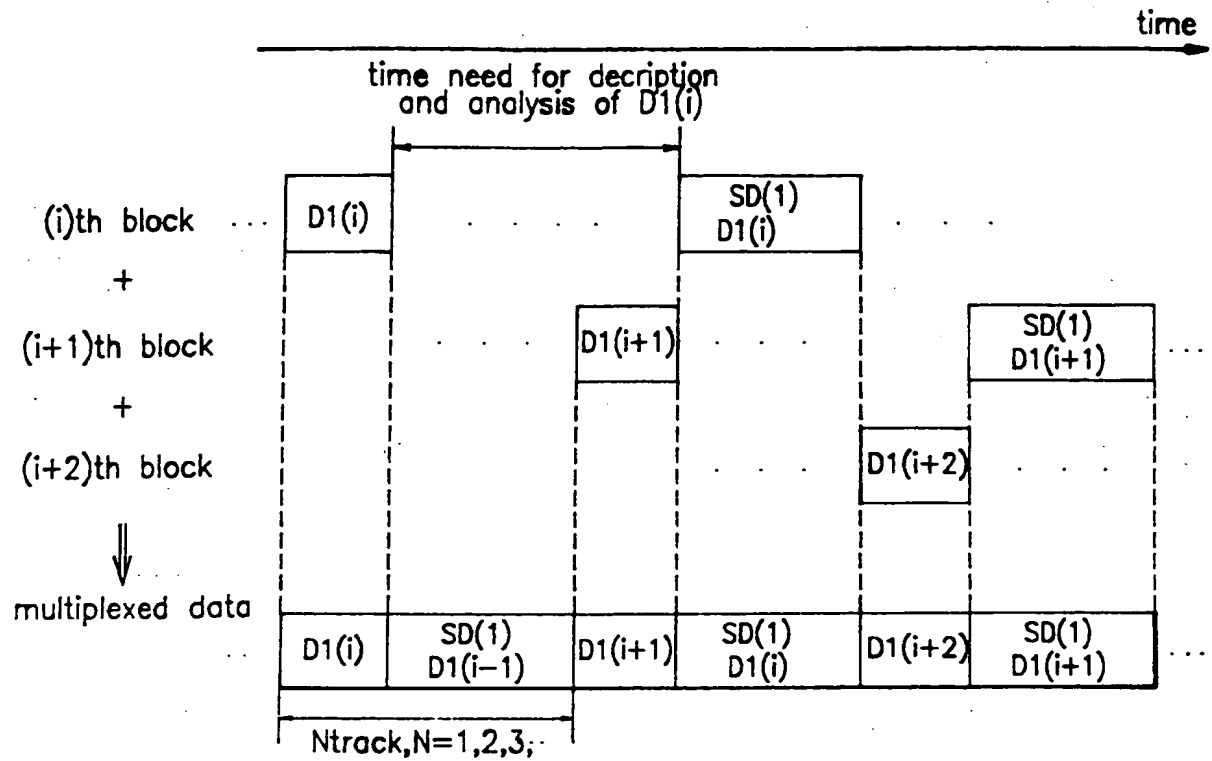 time
time need for decription
and analysis of D1(i)
(i)th block ... D1(i) . . . . SD(1) . . .
D1(i)
+
(i+1)th block . . . D1(i+1) . . . SD(1) ...
D1(i+1)
+
(i+2)th block . . . D1(i+2) . . .
⇓
multiplexed data
.. D1(i) SD(1) D1(i+1) SD(1) D1(i+2) SD(1) ...
D1(i-1) D1(i) D1(i+1)
Ntrack,N=1,2,3,..